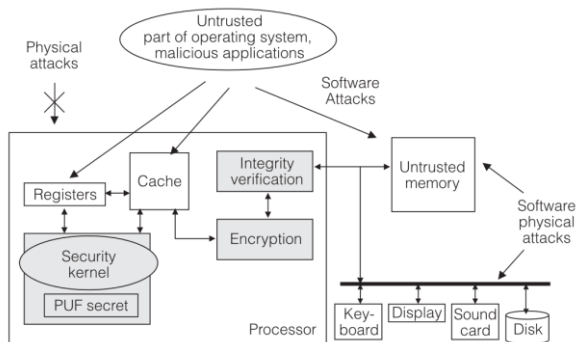 Untrusted
part of operating system,
malicious applications
Physical
attacks
Software
Attacks
Integrity
verification
Untrusted
memory
Cache
Registers
Encryption
Software
physical
attacks
Security
kernel
PUF secret
Processor
Key-
board
Display
Sound
card
Disk